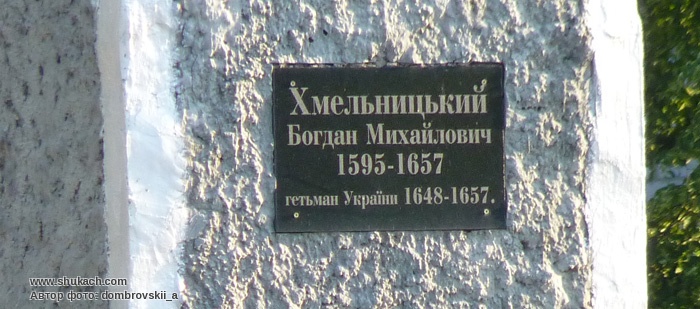 Хмельницький
Богдан Михайлович
1595-1657
гетьман України 1648-1657.
www.shukach.com
Автор фото: dombrovskii_a